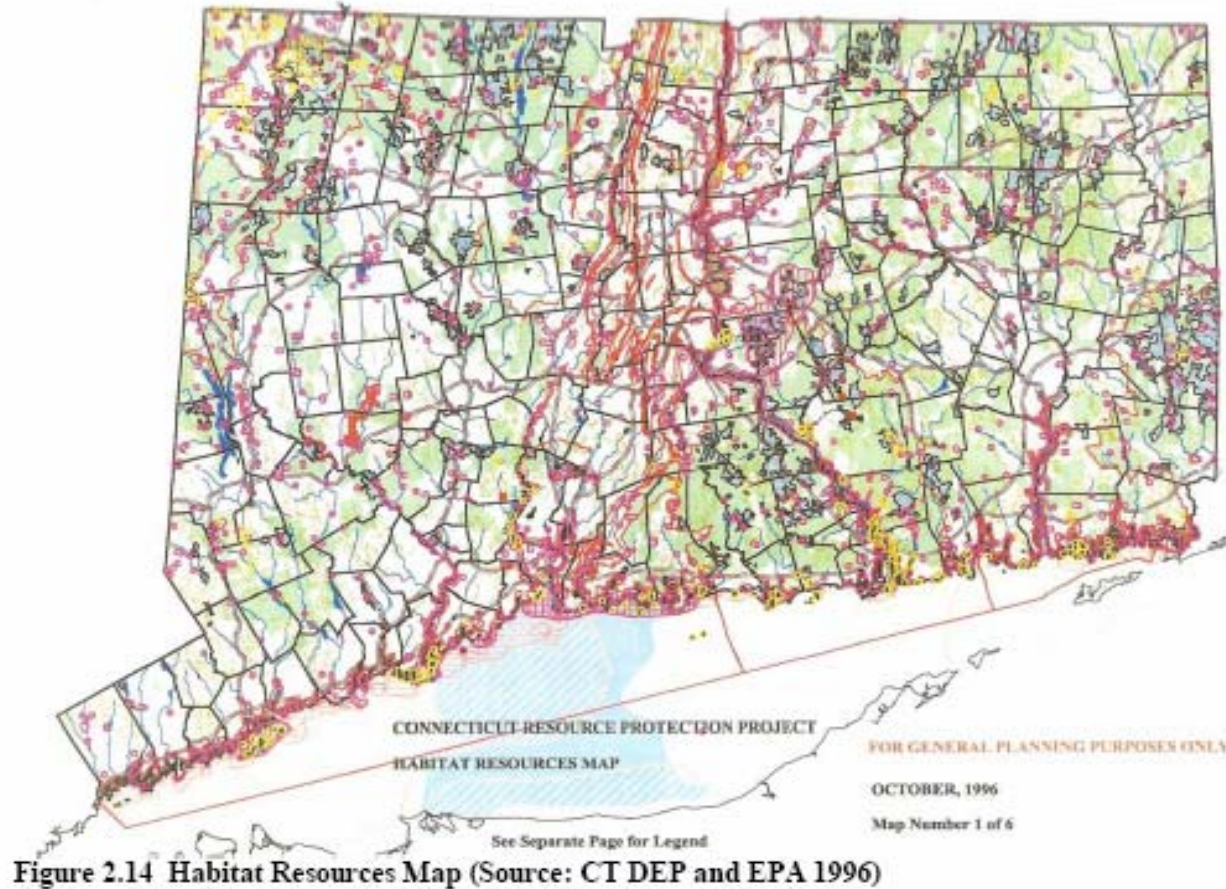 CONNECTICUT RESOURCE PROTECTION PROJECT
HABITAT RESOURCES MAP
FOR GENERAL PLANNING PURPOSES ONLY
OCTOBER, 1996
Map Number 1 of 6
See Separate Page for Legend
Figure 2.14 Habitat Resources Map (Source: CT DEP and EPA 1996)